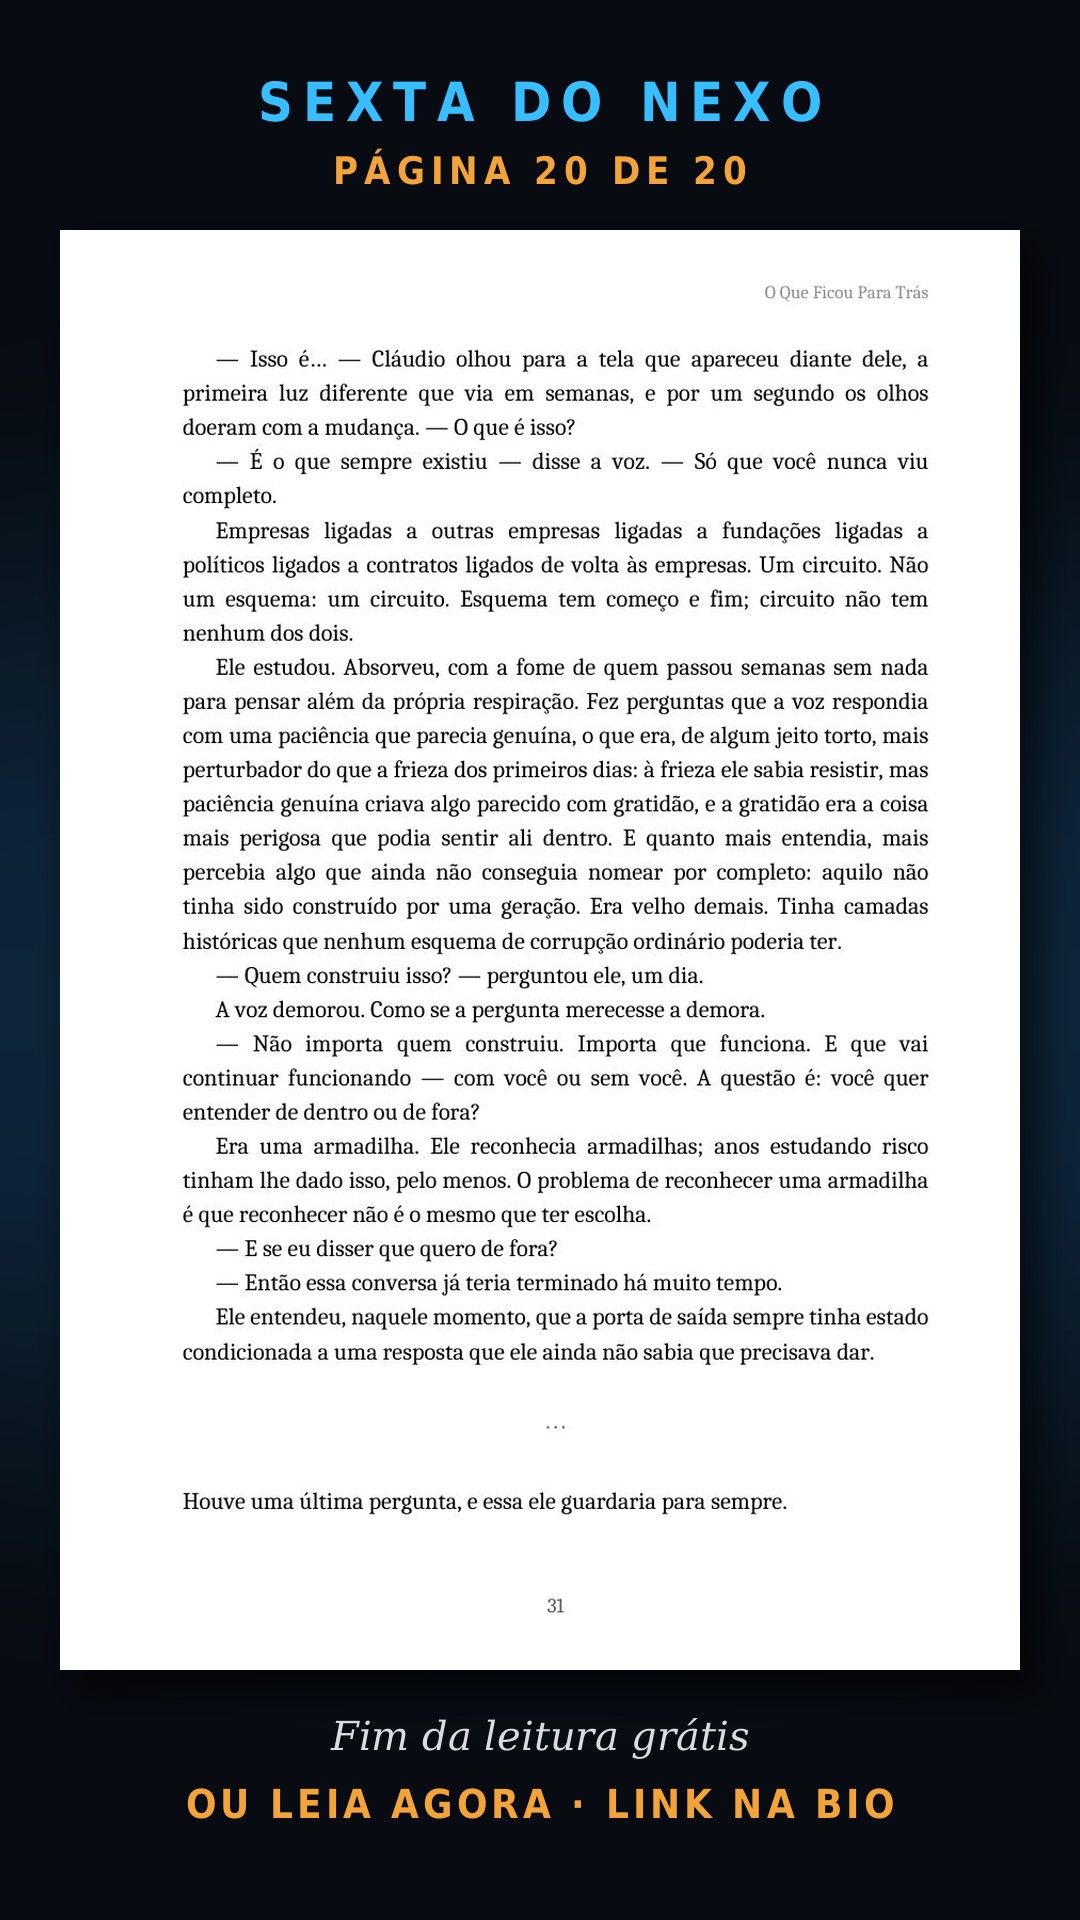 SEXTA DO NEXO
PÁGINA 20 DE 20
O Que Ficou Para Trás
— Isso é... — Cláudio olhou para a tela que apareceu diante dele, a
primeira luz diferente que via em semanas, e por um segundo os olhos
doeram com a mudança. — O que é isso?
— É o que sempre existiu — disse a voz. — Só que você nunca viu
completo.
Empresas ligadas a outras empresas ligadas a fundações ligadas a
políticos ligados a contratos ligados de volta às empresas. Um circuito. Não
um esquema: um circuito. Esquema tem começo e fim; circuito não tem
nenhum dos dois.
Ele estudou. Absorveu, com a fome de quem passou semanas sem nada
para pensar além da própria respiração. Fez perguntas que a voz respondia
com uma paciência que parecia genuína, o que era, de algum jeito torto, mais
perturbador do que a frieza dos primeiros dias: à frieza ele sabia resistir, mas
paciência genuína criava algo parecido com gratidão, e a gratidão era a coisa
mais perigosa que podia sentir ali dentro. E quanto mais entendia, mais
percebia algo que ainda não conseguia nomear por completo: aquilo não
tinha sido construído por uma geração. Era velho demais. Tinha camadas
históricas que nenhum esquema de corrupção ordinário poderia ter.
— Quem construiu isso? — perguntou ele, um dia.
A voz demorou. Como se a pergunta merecesse a demora.
— Não importa quem construiu. Importa que funciona. E que vai
continuar funcionando — com você ou sem você. A questão é: você quer
entender de dentro ou de fora?
Era uma armadilha. Ele reconhecia armadilhas; anos estudando risco
tinham lhe dado isso, pelo menos. O problema de reconhecer uma armadilha
é que reconhecer não é o mesmo que ter escolha.
— E se eu disser que quero de fora?
— Então essa conversa já teria terminado há muito tempo.
Ele entendeu, naquele momento, que a porta de saída sempre tinha estado
condicionada a uma resposta que ele ainda não sabia que precisava dar.
...
Houve uma última pergunta, e essa ele guardaria para sempre.
31
Fim da leitura grátis
OU LEIA AGORA · LINK NA BIO